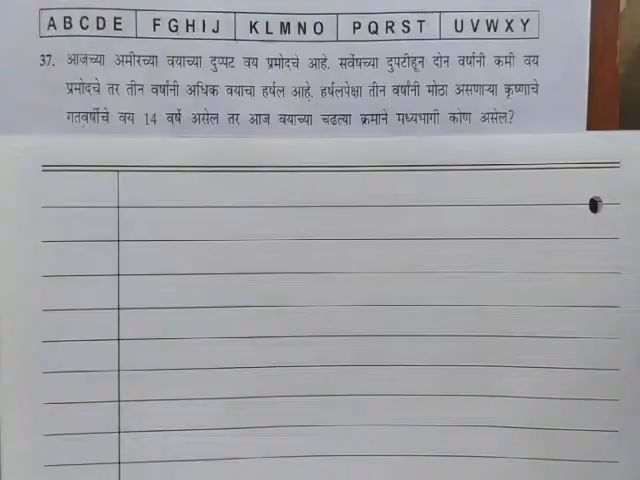 A B C D E F G H I J K L M N O P Q R S T U V W X Y
37. आजच्या अमीरच्या वयाच्या दुप्पट वय प्रमोदचे आहे. सर्वेषच्या दुपटीहून दोन वर्षांनी कमी वय
प्रमोदचे तर तीन वर्षांनी अधिक वयाचा हर्षल आहे. हर्षलपेक्षा तीन वर्षांनी मोठा असणाऱ्या कृष्णाचे
गतवर्षीचे वय 14 वर्षे असेल तर आज वयाच्या चढत्या क्रमाने मध्यभागी कोण असेल?